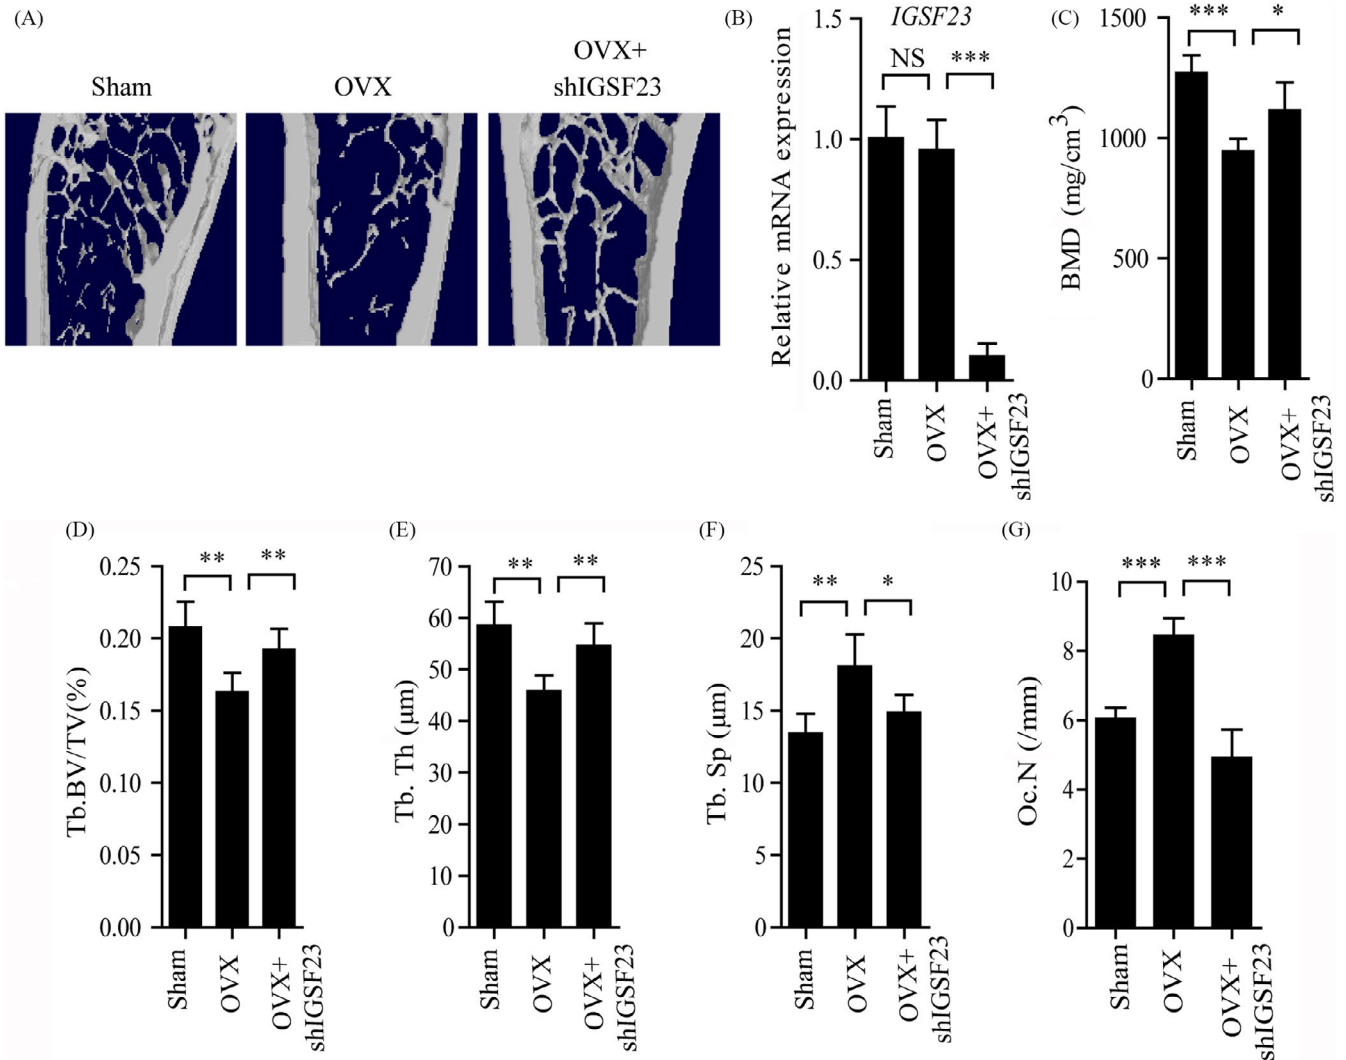 (A)
Sham
OVX
OVX+
shIGSF23
(B)
IGSF23
NS
***
Relative mRNA expression
1.5
1.0
0.5
0.0
Sham
OVX
OVX+
shIGSF23
(C)
***
*
BMD (ng/cm3)
1500
1000
500
0
Sham
OVX
OVX+
shIGSF23
(D)
**
**
Tb.BV/TV(%)
0.25
0.20
0.15
0.10
0.05
0.00
Sham
OVX
OVX+
shIGSF23
(E)
**
**
Tb. Th (μm)
70
60
50
40
30
20
10
0
Sham
OVX
OVX+
shIGSF23
(F)
**
*
Tb. Sp (μm)
25
20
15
10
5
0
Sham
OVX
OVX+
shIGSF23
(G)
***
***
Oc.N (/mm)
10
8
6
4
2
0
Sham
OVX
OVX+
shIGSF23